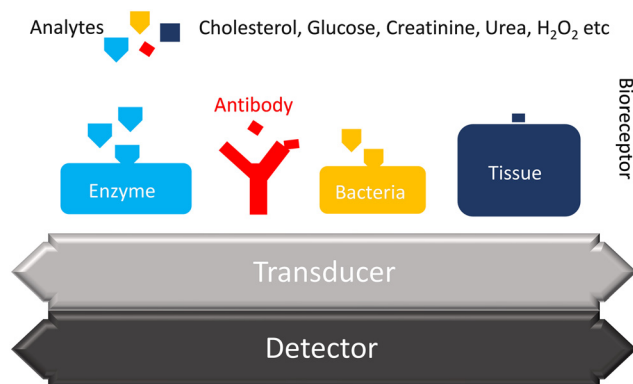 Analytes
Cholesterol, Glucose, Creatinine, Urea, H₂O₂ etc
Antibody
Bioreceptor
Enzyme
Bacteria
Tissue
Transducer
Detector